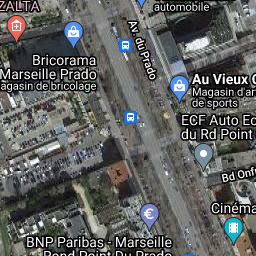 ZALTA
automobile
Av. du Prado
Bricorama
Marseille Prado
Magasin de bricolage
Au Vieux C
Magasin d'ar
de sports
ECF Auto Ec
du Rd Point
Bd Onf
Cinéma
BNP Paribas - Marseille
Rond Point Du Prado